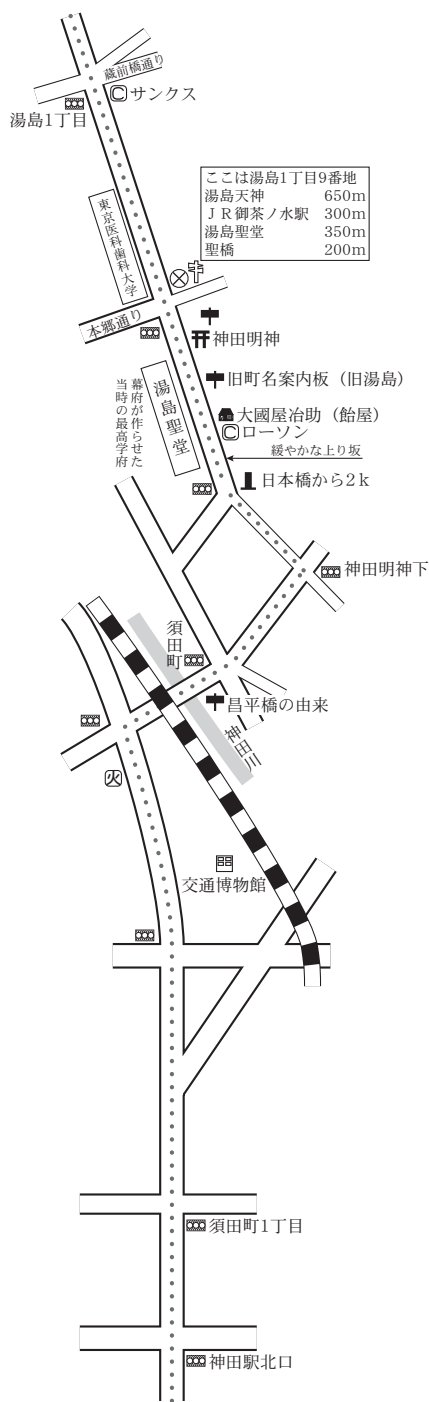 蔵前橋通り
Ⓒサンクス
湯島1丁目
ここは湯島1丁目9番地
湯島天神 650m
ＪＲ御茶ノ水駅 300m
湯島聖堂 350m
聖橋 200m
東京医科歯科大学
本郷通り
神田明神
旧町名案内板（旧湯島）
湯島聖堂
幕府が作らせた
当時の最高学府
大國屋冶助（飴屋）
Ⓒローソン
緩やかな上り坂
日本橋から2ｋ
神田明神下
須田町
昌平橋の由来
神田川
火
交通博物館
須田町1丁目
神田駅北口